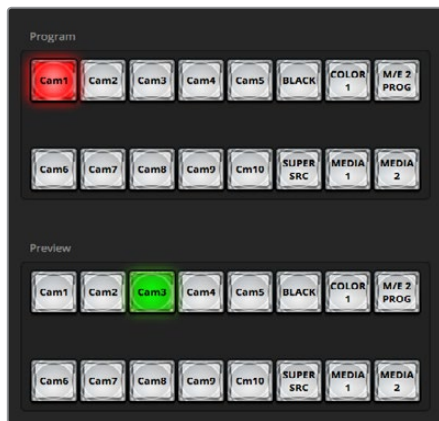 Program
Cam1 Cam2 Cam3 Cam4 Cam5 BLACK COLOR 1 M/E 2 PROG
Cam6 Cam7 Cam8 Cam9 Cm10 SUPER SRC MEDIA 1 MEDIA 2
Preview
Cam1 Cam2 Cam3 Cam4 Cam5 BLACK COLOR 1 M/E 2 PROG
Cam6 Cam7 Cam8 Cam9 Cm10 SUPER SRC MEDIA 1 MEDIA 2